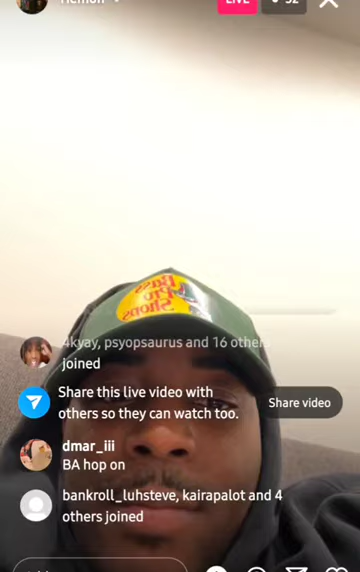 LIVE
Bass
Pro
Shops
4kyay, psyopsaurus and 16 others
joined
Share this live video with
others so they can watch too.
Share video
dmar_iii
BA hop on
bankroll_luhsteve, kairapalot and 4
others joined